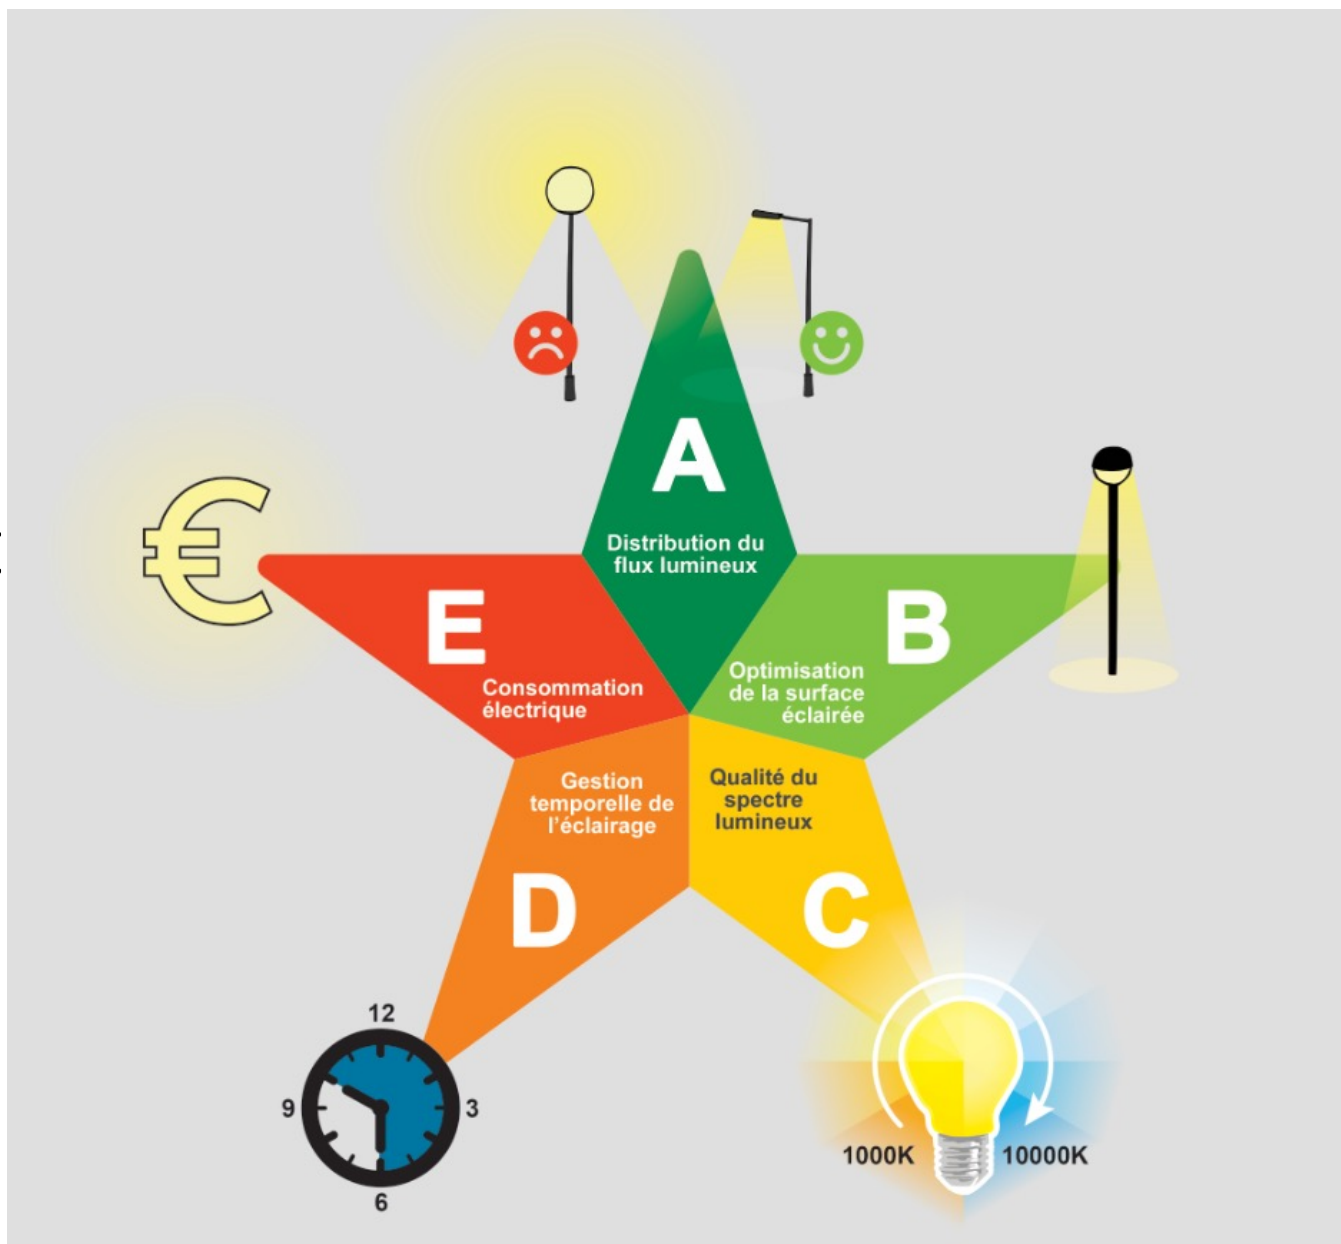 A
Distribution du
flux lumineux
B
Optimisation
de la surface
éclairée
C
Qualité du
spectre
lumineux
1000K
10000K
D
Gestion
temporelle de
l'éclairage
12
9
3
6
E
Consommation
électrique
€